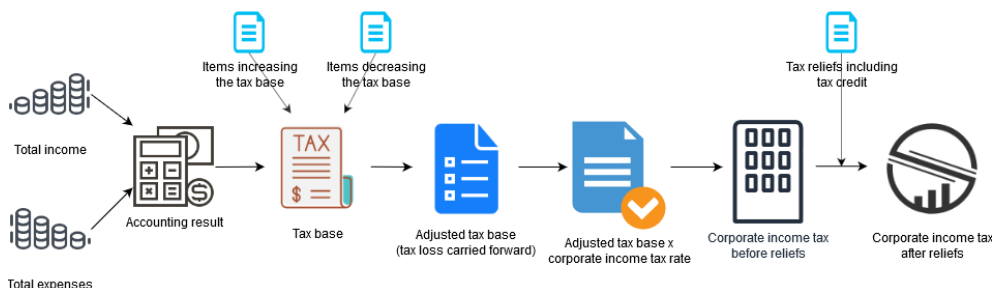 Items increasing
the tax base
Items decreasing
the tax base
Tax reliefs including
tax credit
Total income
TAX
$
$
Accounting result
Tax base
Adjusted tax base
(tax loss carried forward)
Adjusted tax base x
corporate income tax rate
Corporate income tax
before reliefs
Corporate income tax
after reliefs
Total expenses